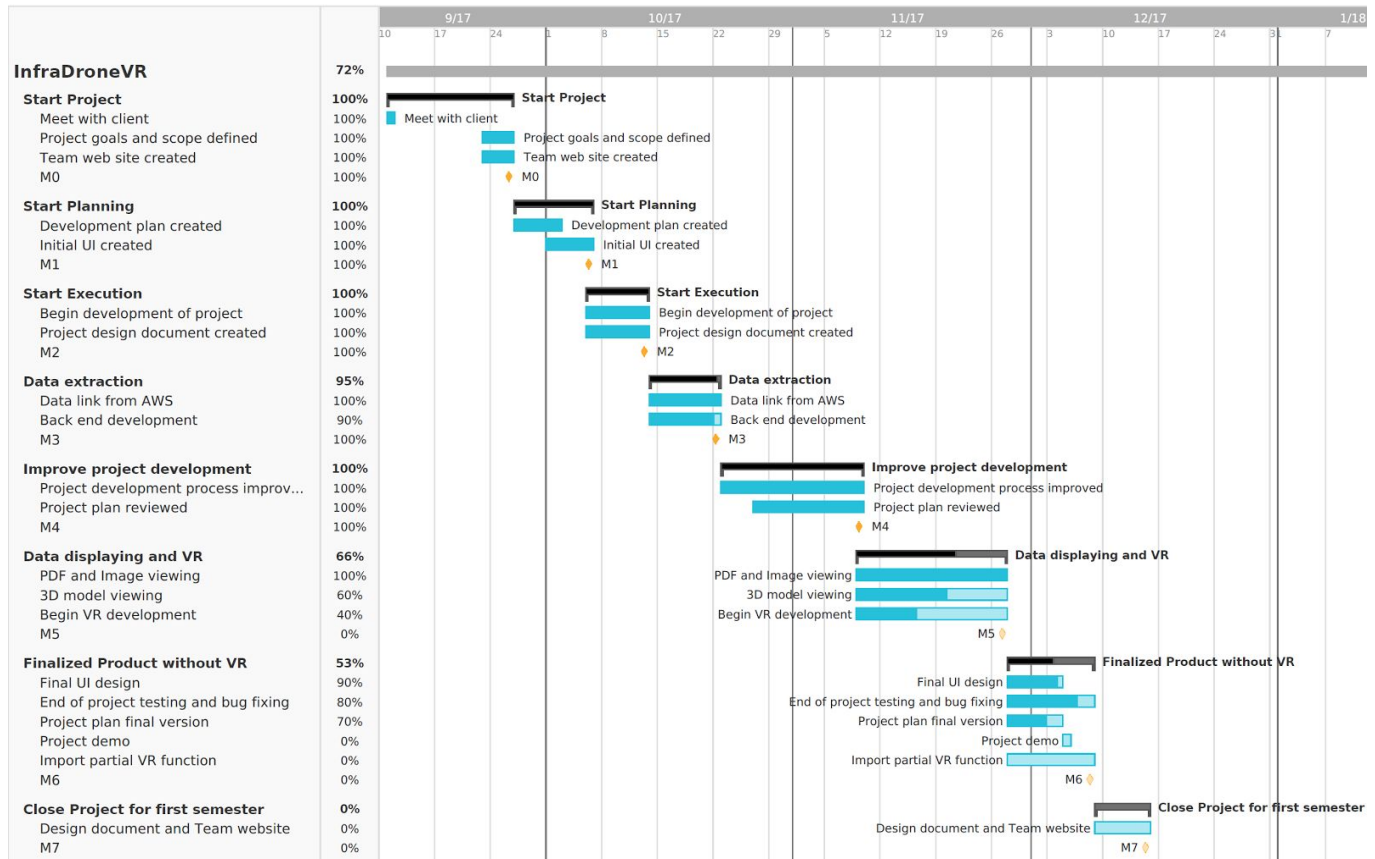 9/17 10/17 11/17 12/17 1/18
10 17 24 1 8 15 22 29 5 12 19 26 3 10 17 24 31 7
InfraDroneVR 72%
Start Project 100% Start Project
Meet with client 100% Meet with client
Project goals and scope defined 100% Project goals and scope defined
Team web site created 100% Team web site created
M0 100% M0
Start Planning 100% Start Planning
Development plan created 100% Development plan created
Initial UI created 100% Initial UI created
M1 100% M1
Start Execution 100% Start Execution
Begin development of project 100% Begin development of project
Project design document created 100% Project design document created
M2 100% M2
Data extraction 95% Data extraction
Data link from AWS 100% Data link from AWS
Back end development 90% Back end development
M3 100% M3
Improve project development 100% Improve project development
Project development process improv... 100% Project development process improved
Project plan reviewed 100% Project plan reviewed
M4 100% M4
Data displaying and VR 66% Data displaying and VR
PDF and Image viewing 100% PDF and Image viewing
3D model viewing 60% 3D model viewing
Begin VR development 40% Begin VR development
M5 0% M5
Finalized Product without VR 53% Finalized Product without VR
Final UI design 90% Final UI design
End of project testing and bug fixing 80% End of project testing and bug fixing
Project plan final version 70% Project plan final version
Project demo 0% Project demo
Import partial VR function 0% Import partial VR function
M6 0% M6
Close Project for first semester 0% Close Project for first semester
Design document and Team website 0% Design document and Team website
M7 0% M7